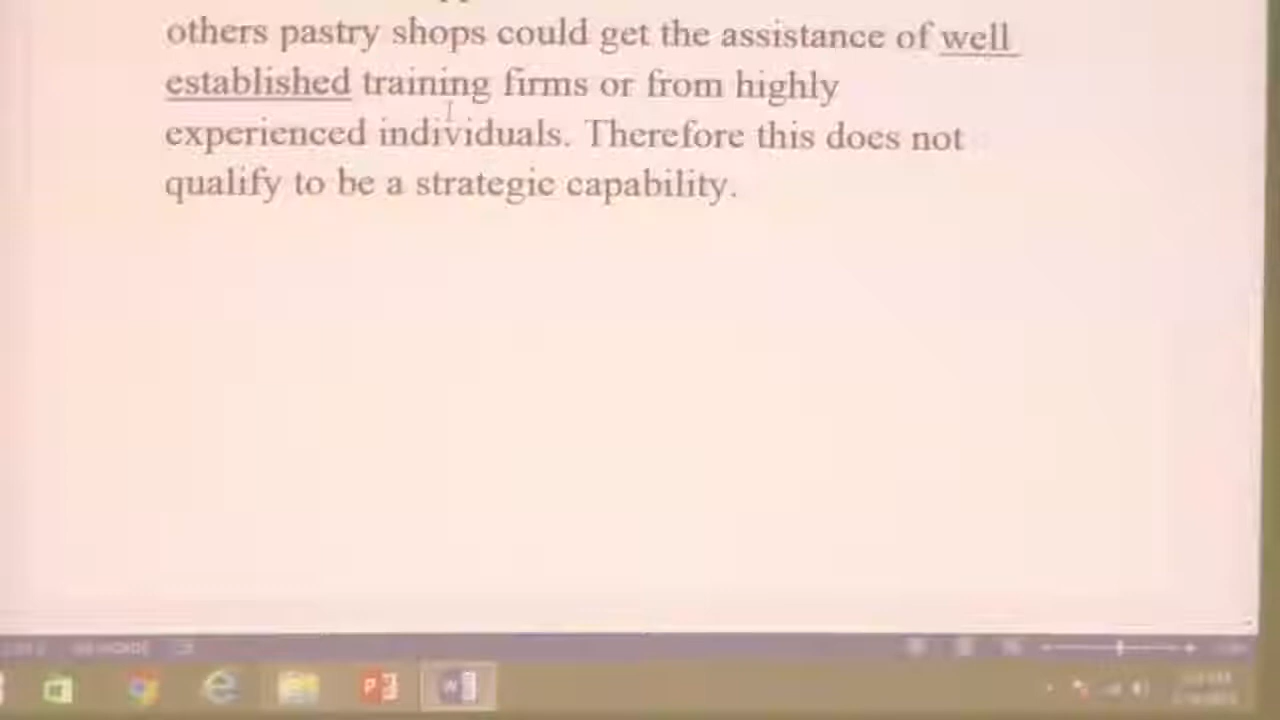 others pastry shops could get the assistance of well
established training firms or from highly
experienced individuals. Therefore this does not
qualify to be a strategic capability.